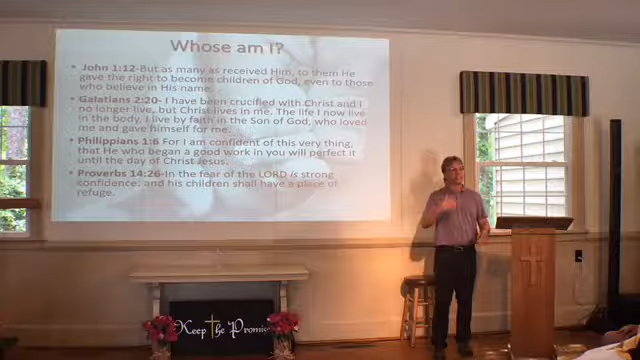 Whose am I?
• John 1:12-But as many as received Him, to them He
gave the right to become children of God, even to those
who believe in His name.
• Galatians 2:20- I have been crucified with Christ and I
no longer live, but Christ lives in me. The life I now live
in the body, I live by faith in the Son of God, who loved
me and gave himself for me.
• Philippians 1:6 For I am confident of this very thing,
that He who began a good work in you will perfect it
until the day of Christ Jesus.
• Proverbs 14:26-In the fear of the LORD is strong
confidence: and his children shall have a place of
refuge.
Keep the Promise